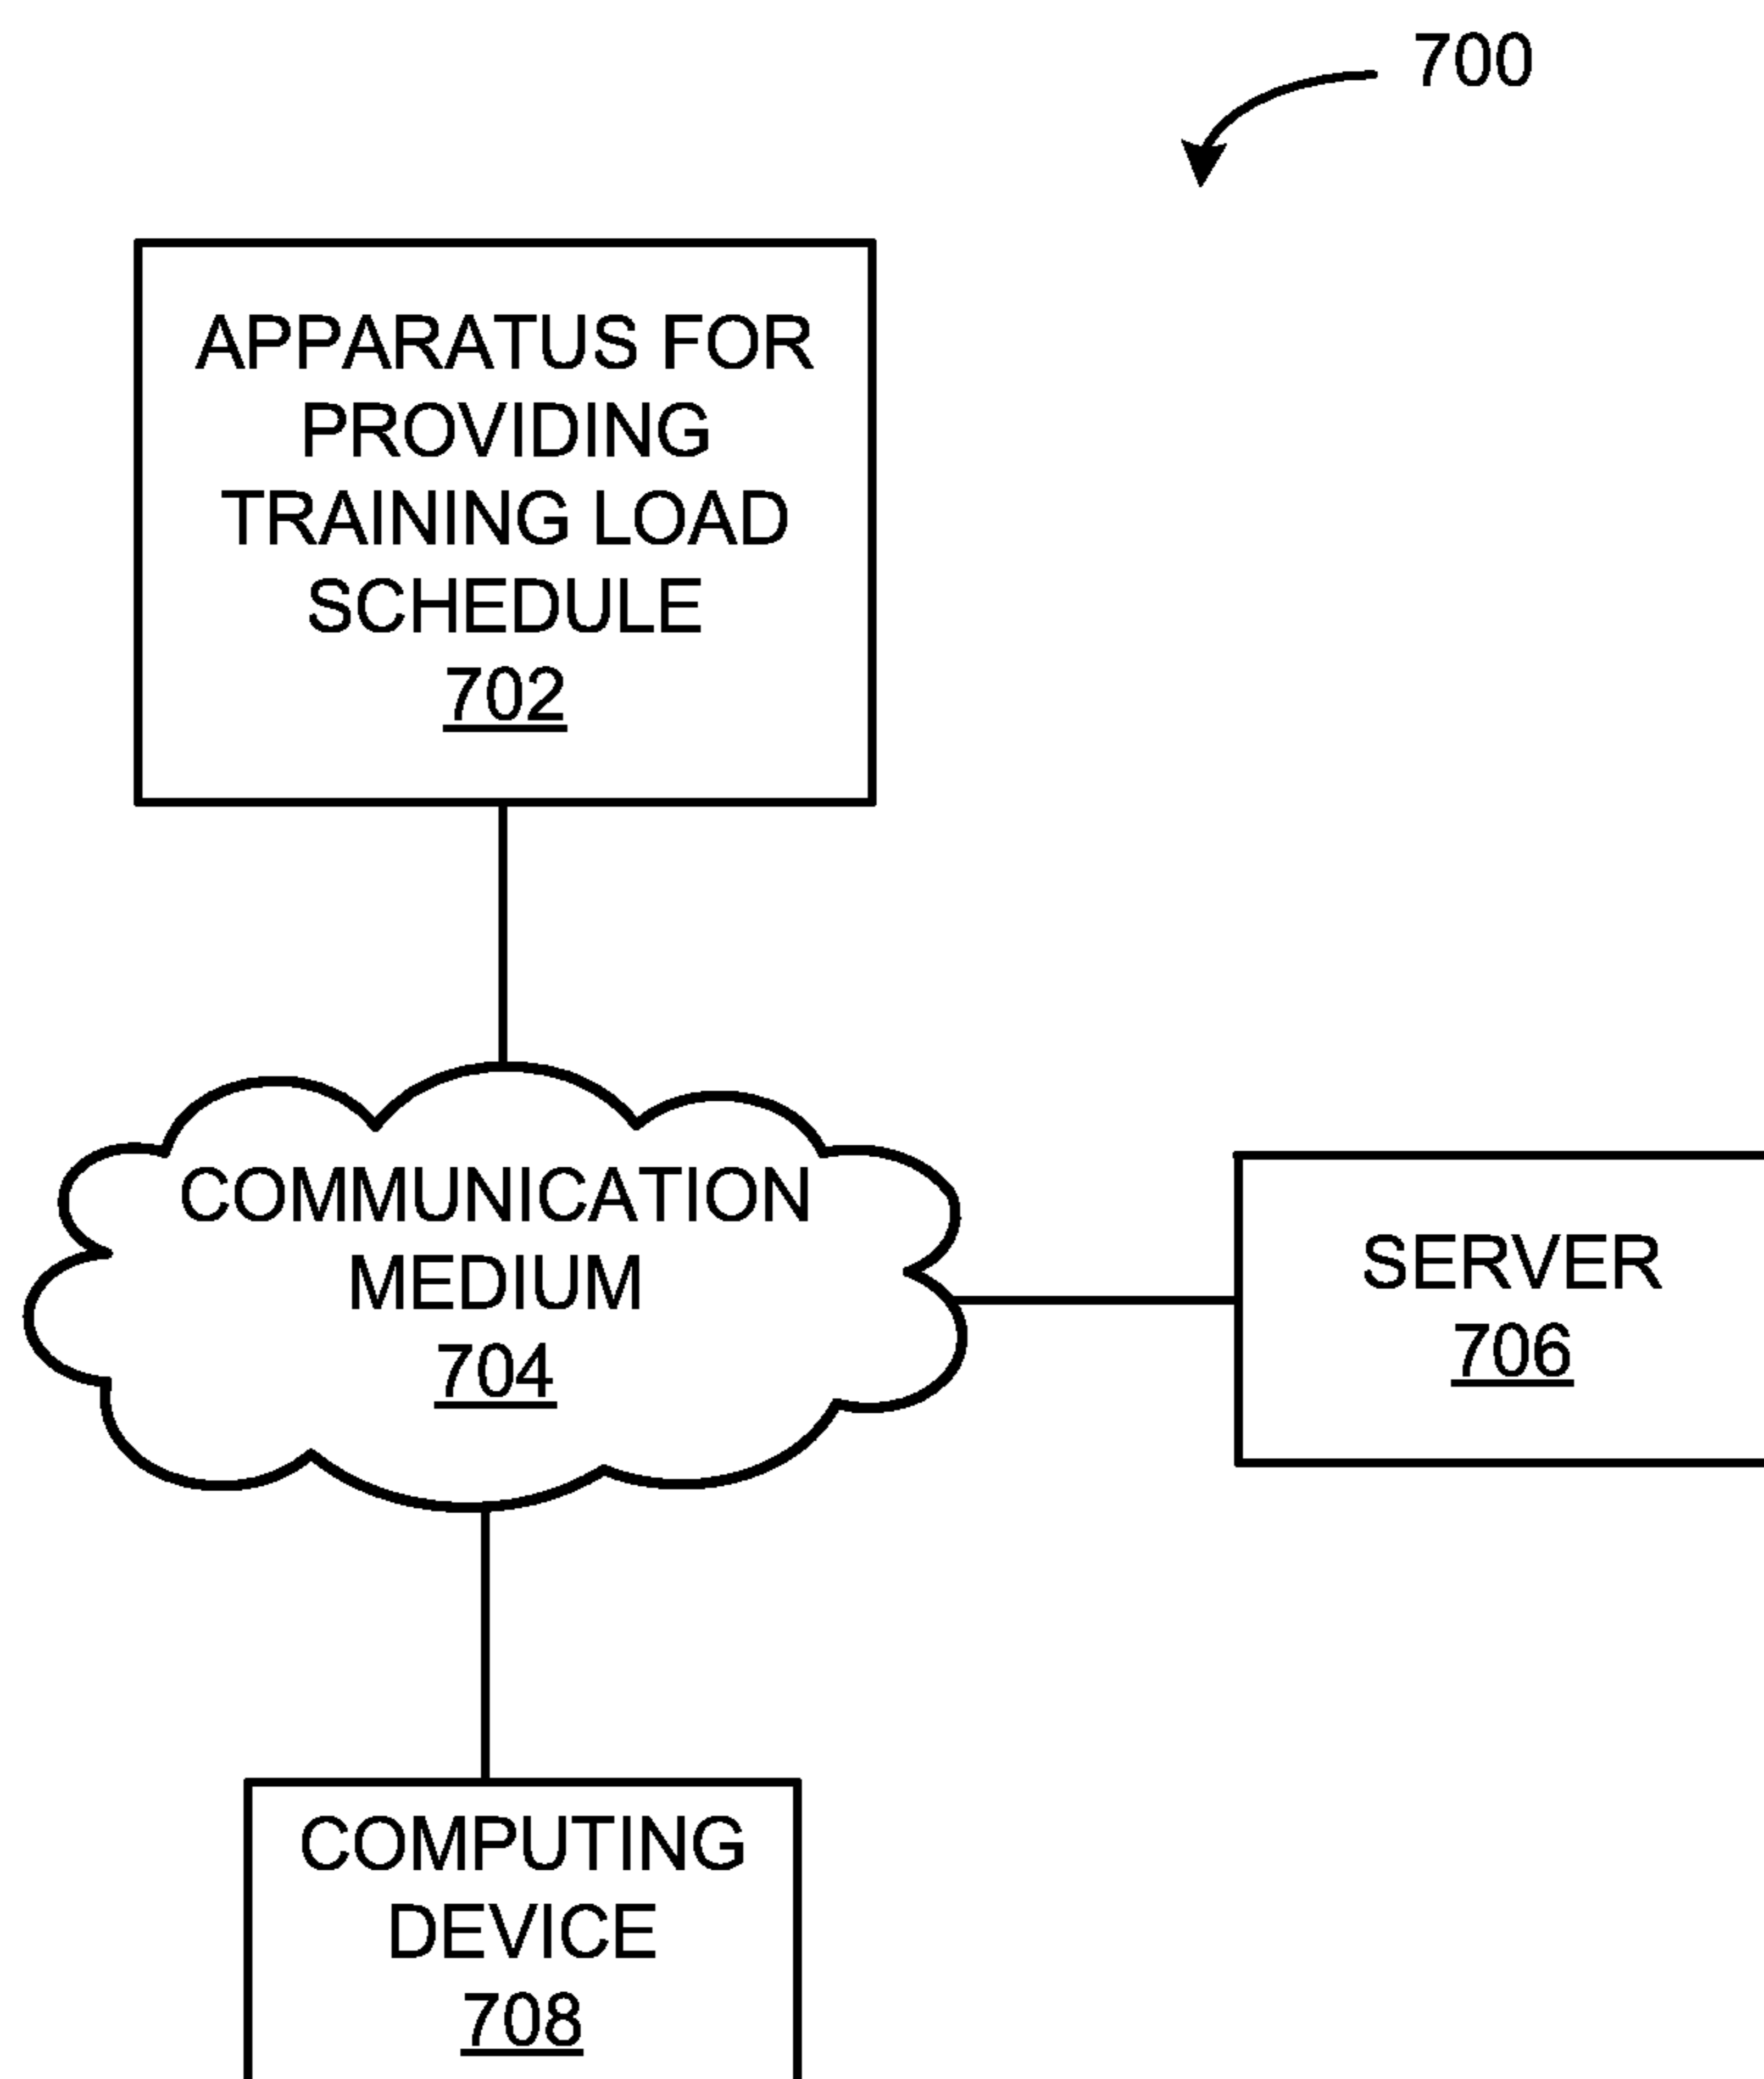 700
APPARATUS FOR
PROVIDING
TRAINING LOAD
SCHEDULE
702
COMMUNICATION
MEDIUM
704
SERVER
706
COMPUTING
DEVICE
708